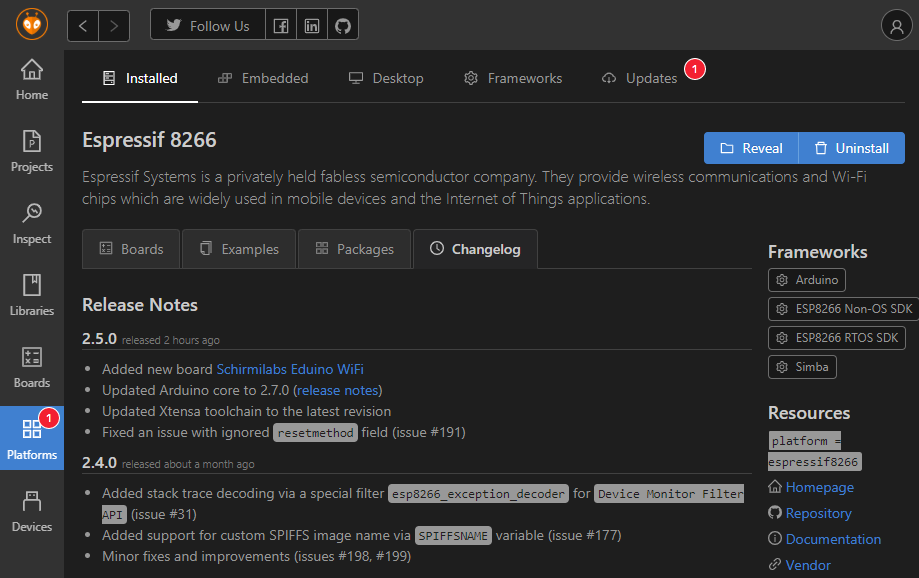 Follow Us
Home
Projects
Inspect
Libraries
Boards
1
Platforms
Devices
Installed
Embedded
Desktop
Frameworks
Updates
1
Espressif 8266
Reveal
Uninstall
Espressif Systems is a privately held fabless semiconductor company. They provide wireless communications and Wi-Fi
chips which are widely used in mobile devices and the Internet of Things applications.
Boards
Examples
Packages
Changelog
Release Notes
2.5.0 released 2 hours ago
• Added new board Schirmilabs Eduino WiFi
• Updated Arduino core to 2.7.0 (release notes)
• Updated Xtensa toolchain to the latest revision
• Fixed an issue with ignored resetmethod field (issue #191)
2.4.0 released about a month ago
• Added stack trace decoding via a special filter esp8266_exception_decoder for Device Monitor Filter
API (issue #31)
• Added support for custom SPIFFS image name via SPIFFSNAME variable (issue #177)
• Minor fixes and improvements (issues #198, #199)
Frameworks
Arduino
ESP8266 Non-OS SDK
ESP8266 RTOS SDK
Simba
Resources
platform =
espressif8266
Homepage
Repository
Documentation
Vendor